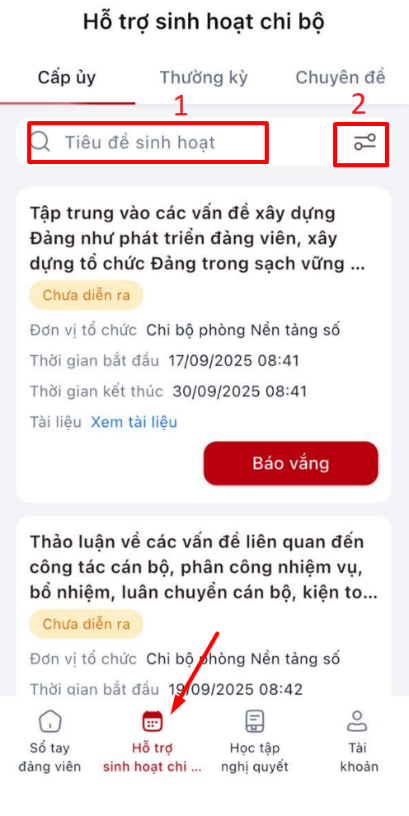 Hỗ trợ sinh hoạt chi bộ
Cấp ủy Thường kỳ Chuyên đề
1 2
Tiêu đề sinh hoạt
Tập trung vào các vấn đề xây dựng
Đảng như phát triển đảng viên, xây
dựng tổ chức Đảng trong sạch vững ...
Chưa diễn ra
Đơn vị tổ chức Chi bộ phòng Nền tảng số
Thời gian bắt đầu 17/09/2025 08:41
Thời gian kết thúc 30/09/2025 08:41
Tài liệu Xem tài liệu
Báo vắng
Thảo luận về các vấn đề liên quan đến
công tác cán bộ, phân công nhiệm vụ,
bổ nhiệm, luân chuyển cán bộ, kiện to...
Chưa diễn ra
Đơn vị tổ chức Chi bộ phòng Nền tảng số
Thời gian bắt đầu 19/09/2025 08:42
Sổ tay Hỗ trợ Học tập Tài
đảng viên sinh hoạt chi ... nghị quyết khoản